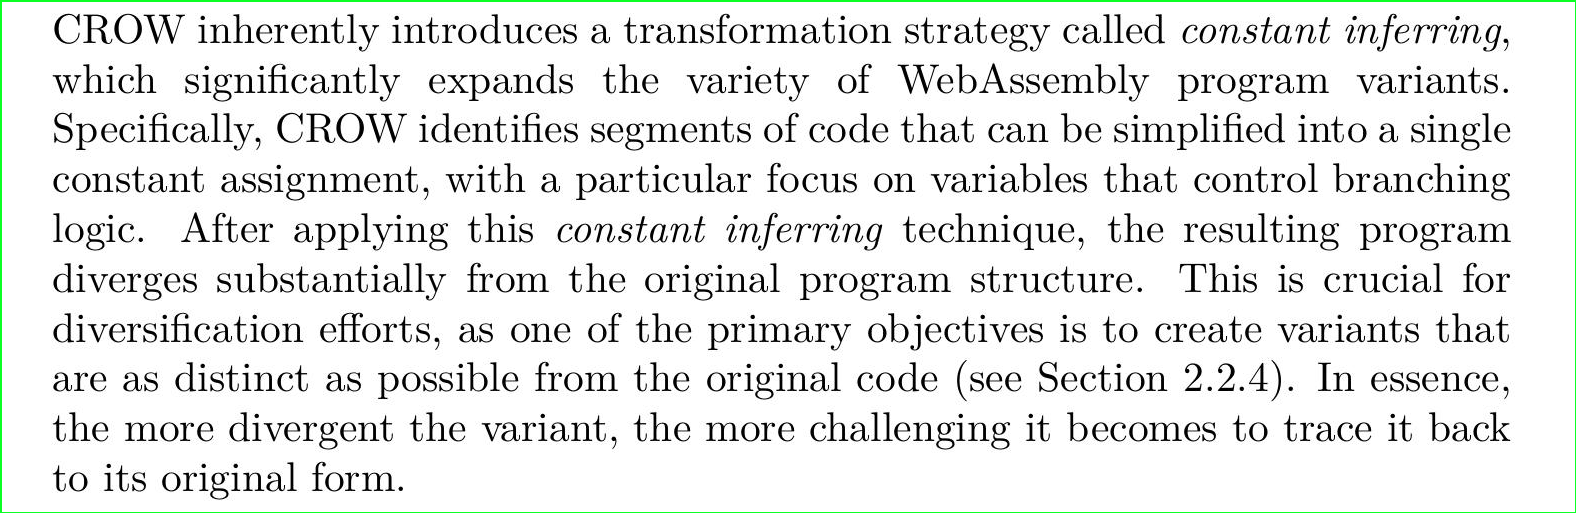 CROW inherently introduces a transformation strategy called constant inferring,
which significantly expands the variety of WebAssembly program variants.
Specifically, CROW identifies segments of code that can be simplified into a single
constant assignment, with a particular focus on variables that control branching
logic. After applying this constant inferring technique, the resulting program
diverges substantially from the original program structure. This is crucial for
diversification efforts, as one of the primary objectives is to create variants that
are as distinct as possible from the original code (see Section 2.2.4). In essence,
the more divergent the variant, the more challenging it becomes to trace it back
to its original form.